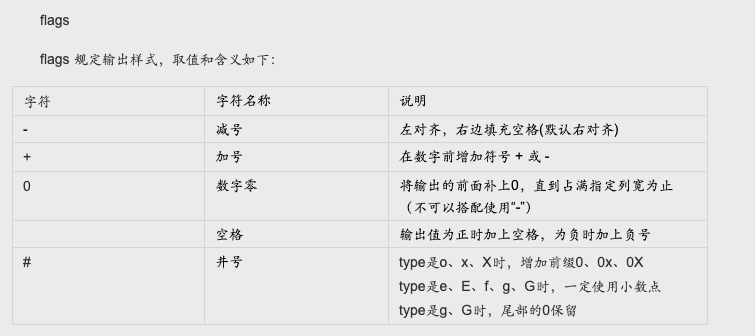 flags
flags 规定输出样式，取值和含义如下：
字符 字符名称 说明
- 减号 左对齐，右边填充空格(默认右对齐)
+ 加号 在数字前增加符号 + 或 -
0 数字零 将输出的前面补上0，直到占满指定列宽为止
（不可以搭配使用“-”）
空格 输出值为正时加上空格，为负时加上负号
# 井号 type是o、x、X时，增加前缀0、0x、0X
type是e、E、f、g、G时，一定使用小数点
type是g、G时，尾部的0保留